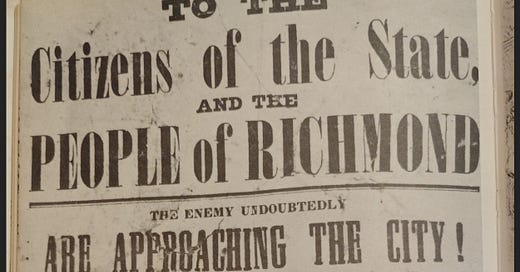 TO THE
Citizens of the State,
AND THE
PEOPLE of RICHMOND
THE ENEMY UNDOUBTEDLY
ARE APPROACHING THE CITY!